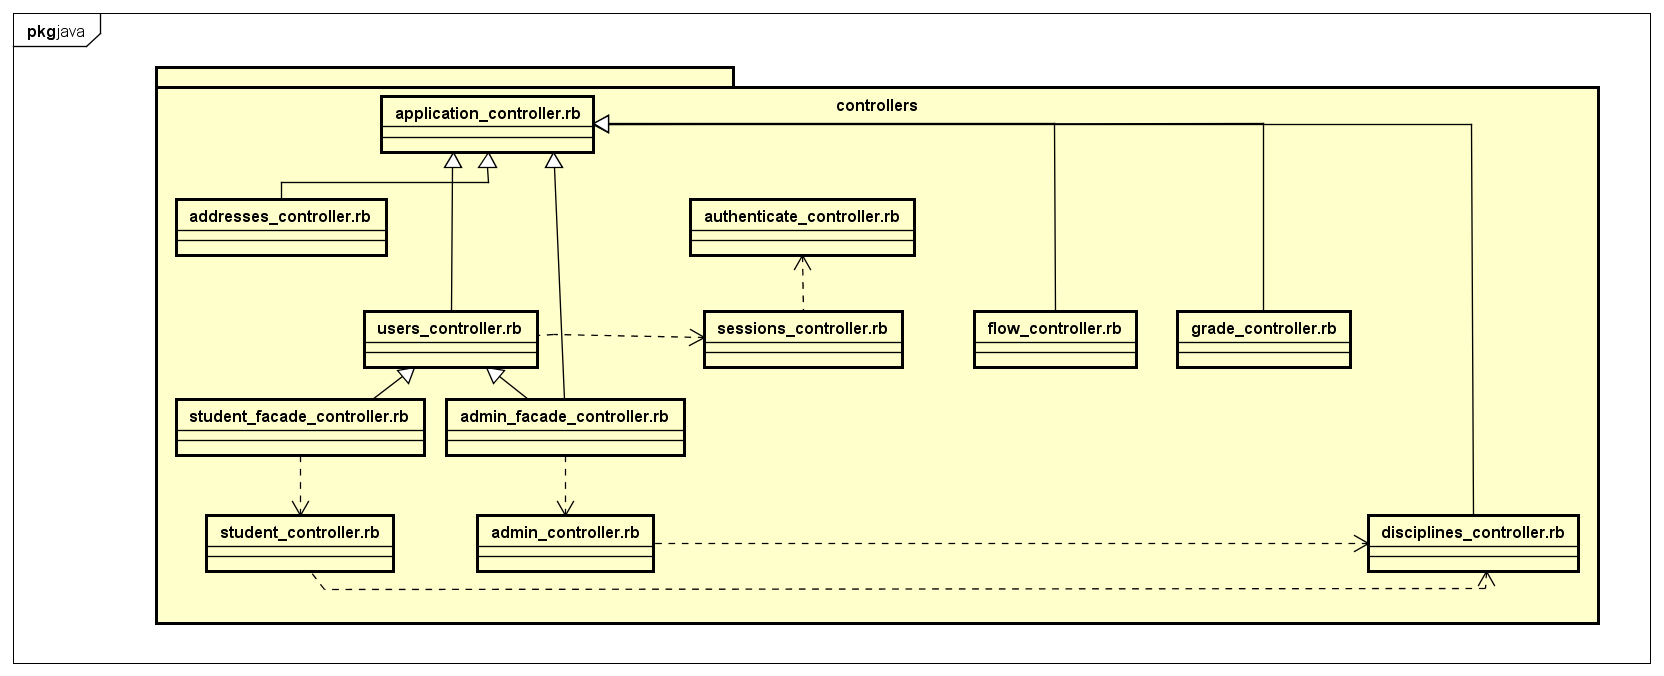 pkgjava
controllers
application_controller.rb
addresses_controller.rb
authenticate_controller.rb
users_controller.rb
sessions_controller.rb
flow_controller.rb
grade_controller.rb
student_facade_controller.rb
admin_facade_controller.rb
student_controller.rb
admin_controller.rb
disciplines_controller.rb